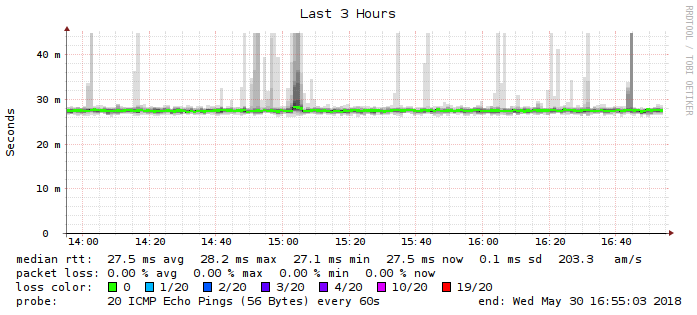 Last 3 Hours
RRDTOOL / TOBI OETIKER
Seconds
40 m
30 m
20 m
10 m
0
14:00 14:20 14:40 15:00 15:20 15:40 16:00 16:20 16:40
median rtt: 27.5 ms avg 28.2 ms max 27.1 ms min 27.5 ms now 0.1 ms sd 203.3 am/s
packet loss: 0.00 % avg 0.00 % max 0.00 % min 0.00 % now
loss color: 0 1/20 2/20 3/20 4/20 10/20 19/20
probe: 20 ICMP Echo Pings (56 Bytes) every 60s end: Wed May 30 16:55:03 2018